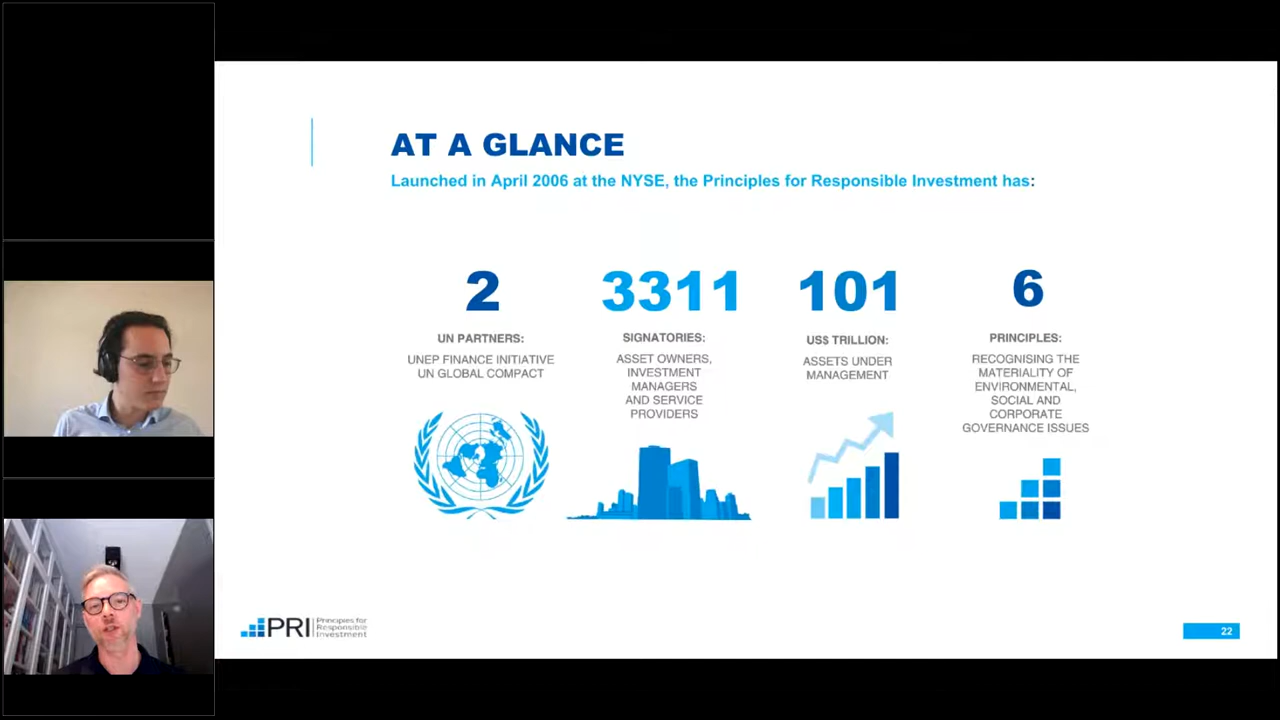 AT A GLANCE
Launched in April 2006 at the NYSE, the Principles for Responsible Investment has:
2
UN PARTNERS:
UNEP FINANCE INITIATIVE
UN GLOBAL COMPACT
3311
SIGNATORIES:
ASSET OWNERS,
INVESTMENT
MANAGERS
AND SERVICE
PROVIDERS
101
US$ TRILLION:
ASSETS UNDER
MANAGEMENT
6
PRINCIPLES:
RECOGNISING THE
MATERIALITY OF
ENVIRONMENTAL,
SOCIAL AND
CORPORATE
GOVERNANCE ISSUES
PRI
Principles for
Responsible
Investment
22